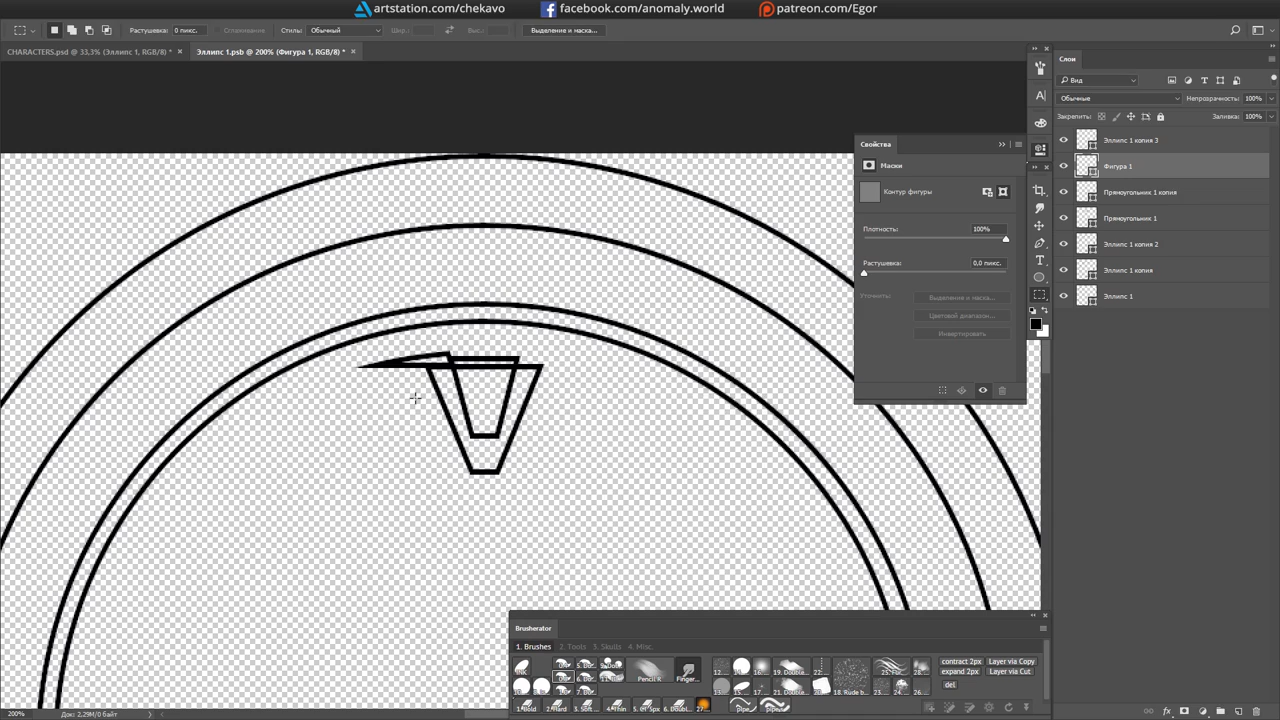 artstation.com/chekavo facebook.com/anomaly.world patreon.com/Egor
Растушевка: 0 пикс. Сглаживание Стиль: Обычный Шир.: Выс.: Выделение и маска...
CHARACTERS.psd @ 33,3% (Эллипс 1, RGB/8) * × Эллипс 1.psb @ 200% (Фигура 1, RGB/8) * ×
Слои
Вид
Обычные Непрозрачность: 100%
Закрепить: Заливка: 100%
Эллипс 1 копия 3
Фигура 1
Прямоугольник 1 копия
Прямоугольник 1
Эллипс 1 копия 2
Эллипс 1 копия
Эллипс 1
Свойства
Маски
Контур фигуры
Плотность: 100%
Растушевка: 0,0 пикс.
Уточнить: Выделение и маска...
Цветовой диапазон...
Инвертировать
Brusherator
1. Brushes 2. Tools 3. Skulls 4. Misc.
Pencil R Finger...
contract 2px Layer via Copy
expand 2px Layer via Cut
del
18. Rude b
200% Док: 2,29M/0 байт